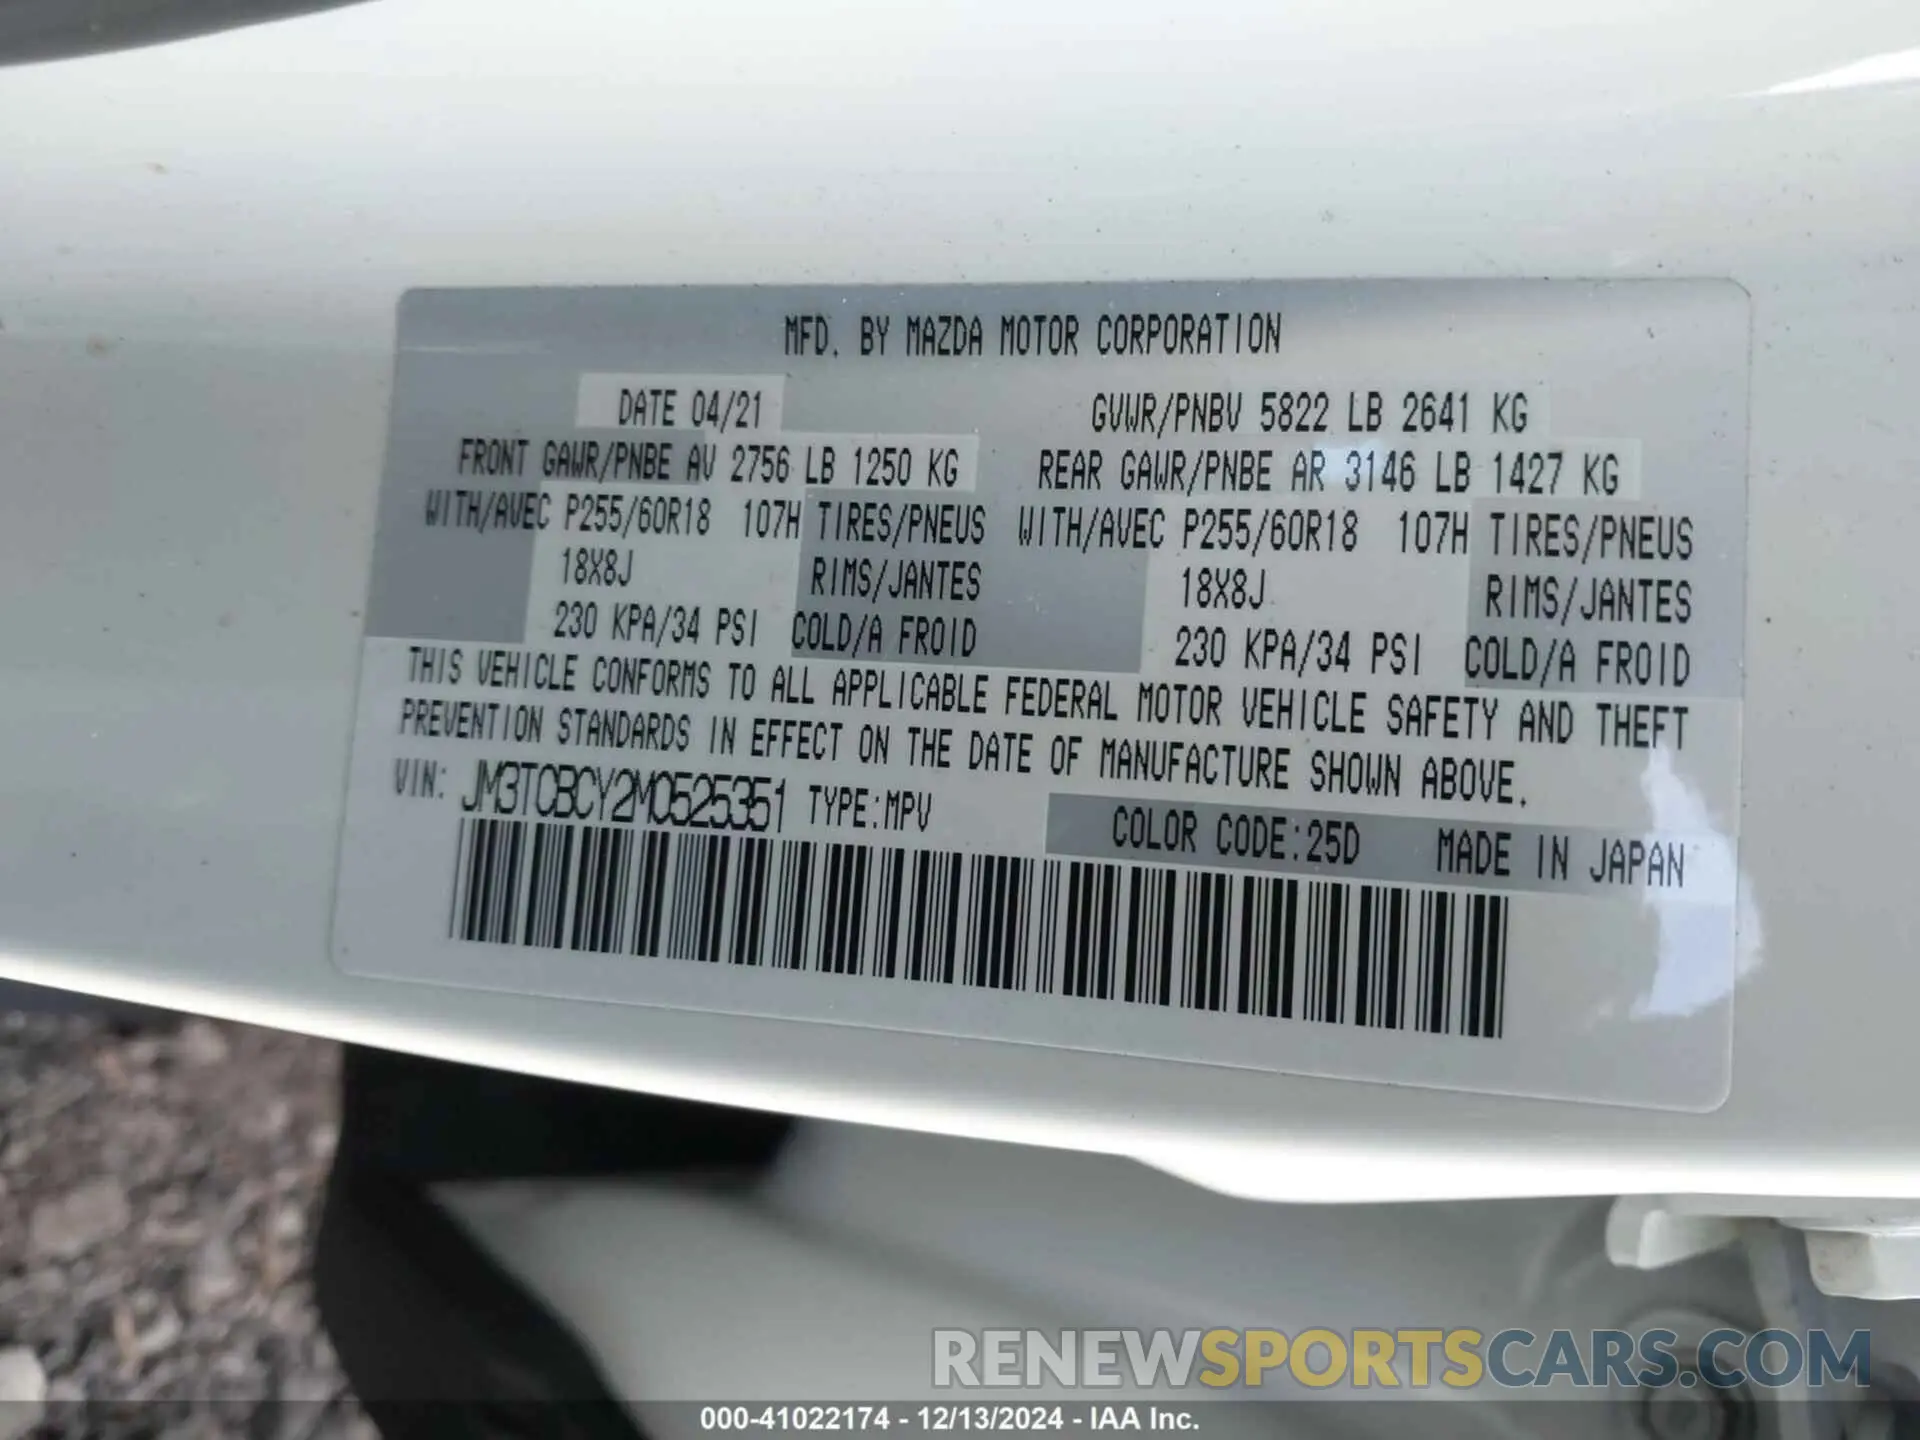 MFD. BY MAZDA MOTOR CORPORATION
DATE 04/21 GVWR/PNBV 5822 LB 2641 KG
FRONT GAWR/PNBE AV 2756 LB 1250 KG REAR GAWR/PNBE AR 3146 LB 1427 KG
WITH/AVEC P255/60R18 107H TIRES/PNEUS WITH/AVEC P255/60R18 107H TIRES/PNEUS
18X8J RIMS/JANTES 18X8J RIMS/JANTES
230 KPA/34 PSI COLD/A FROID 230 KPA/34 PSI COLD/A FROID
THIS VEHICLE CONFORMS TO ALL APPLICABLE FEDERAL MOTOR VEHICLE SAFETY AND THEFT
PREVENTION STANDARDS IN EFFECT ON THE DATE OF MANUFACTURE SHOWN ABOVE.
VIN: JM3TCBCY2M0525351 TYPE:MPV COLOR CODE:25D MADE IN JAPAN
RENEWSPORTSCARS.COM
000-41022174 - 12/13/2024 - IAA Inc.